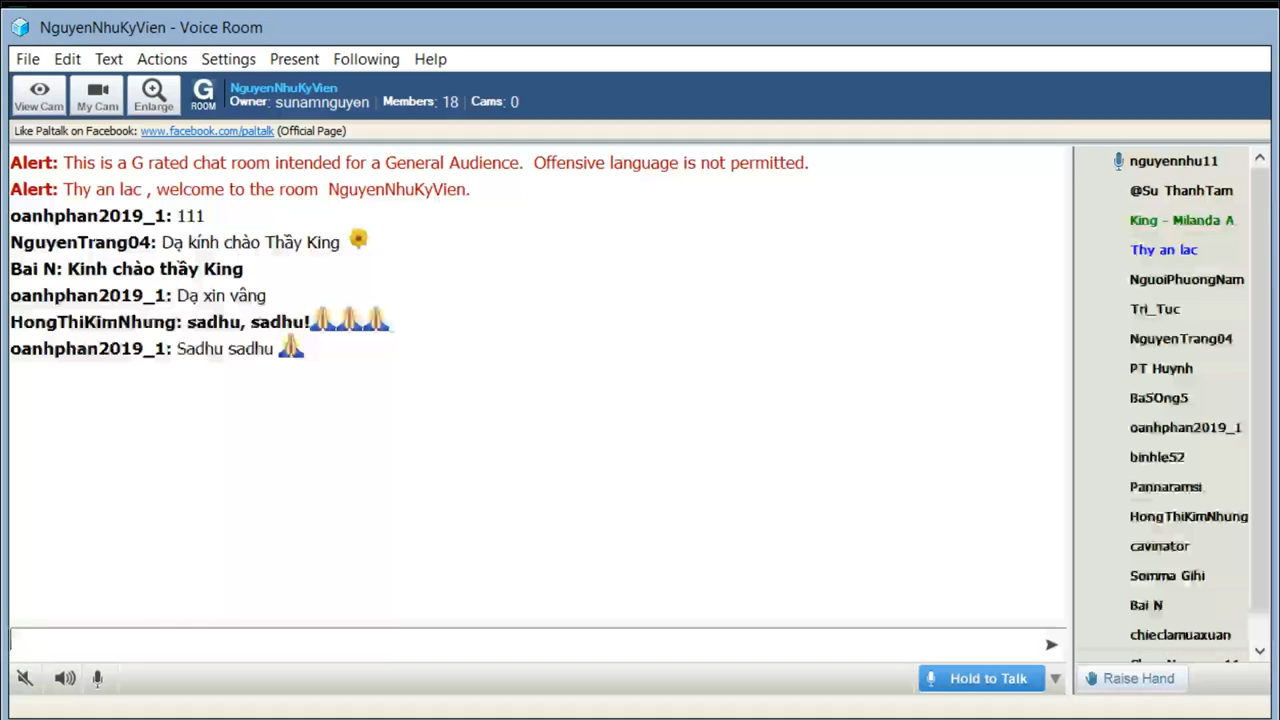 NguyenNhuKyVien - Voice Room
File Edit Text Actions Settings Present Following Help
View Cam My Cam Enlarge G ROOM
NguyenNhuKyVien
Owner: sunamnguyen | Members: 18 | Cams: 0
Like Paltalk on Facebook: www.facebook.com/paltalk (Official Page)
Alert: This is a G rated chat room intended for a General Audience. Offensive language is not permitted.
Alert: Thy an lac , welcome to the room NguyenNhuKyVien.
oanhphan2019_1: 111
NguyenTrang04: Dạ kính chào Thầy King
Bai N: Kinh chào thầy King
oanhphan2019_1: Dạ xin vâng
HongThiKimNhung: sadhu, sadhu!
oanhphan2019_1: Sadhu sadhu
nguyennhu11
@Su ThanhTam
King - Milanda A
Thy an lac
NguoiPhuongNam
Tri_Tuc
NguyenTrang04
PT Huynh
Ba5Ong5
oanhphan2019_1
binhle52
Pannaramsi
HongThiKimNhung
cavinator
Somma Gihi
Bai N
chieclamuaxuan
Hold to Talk
Raise Hand